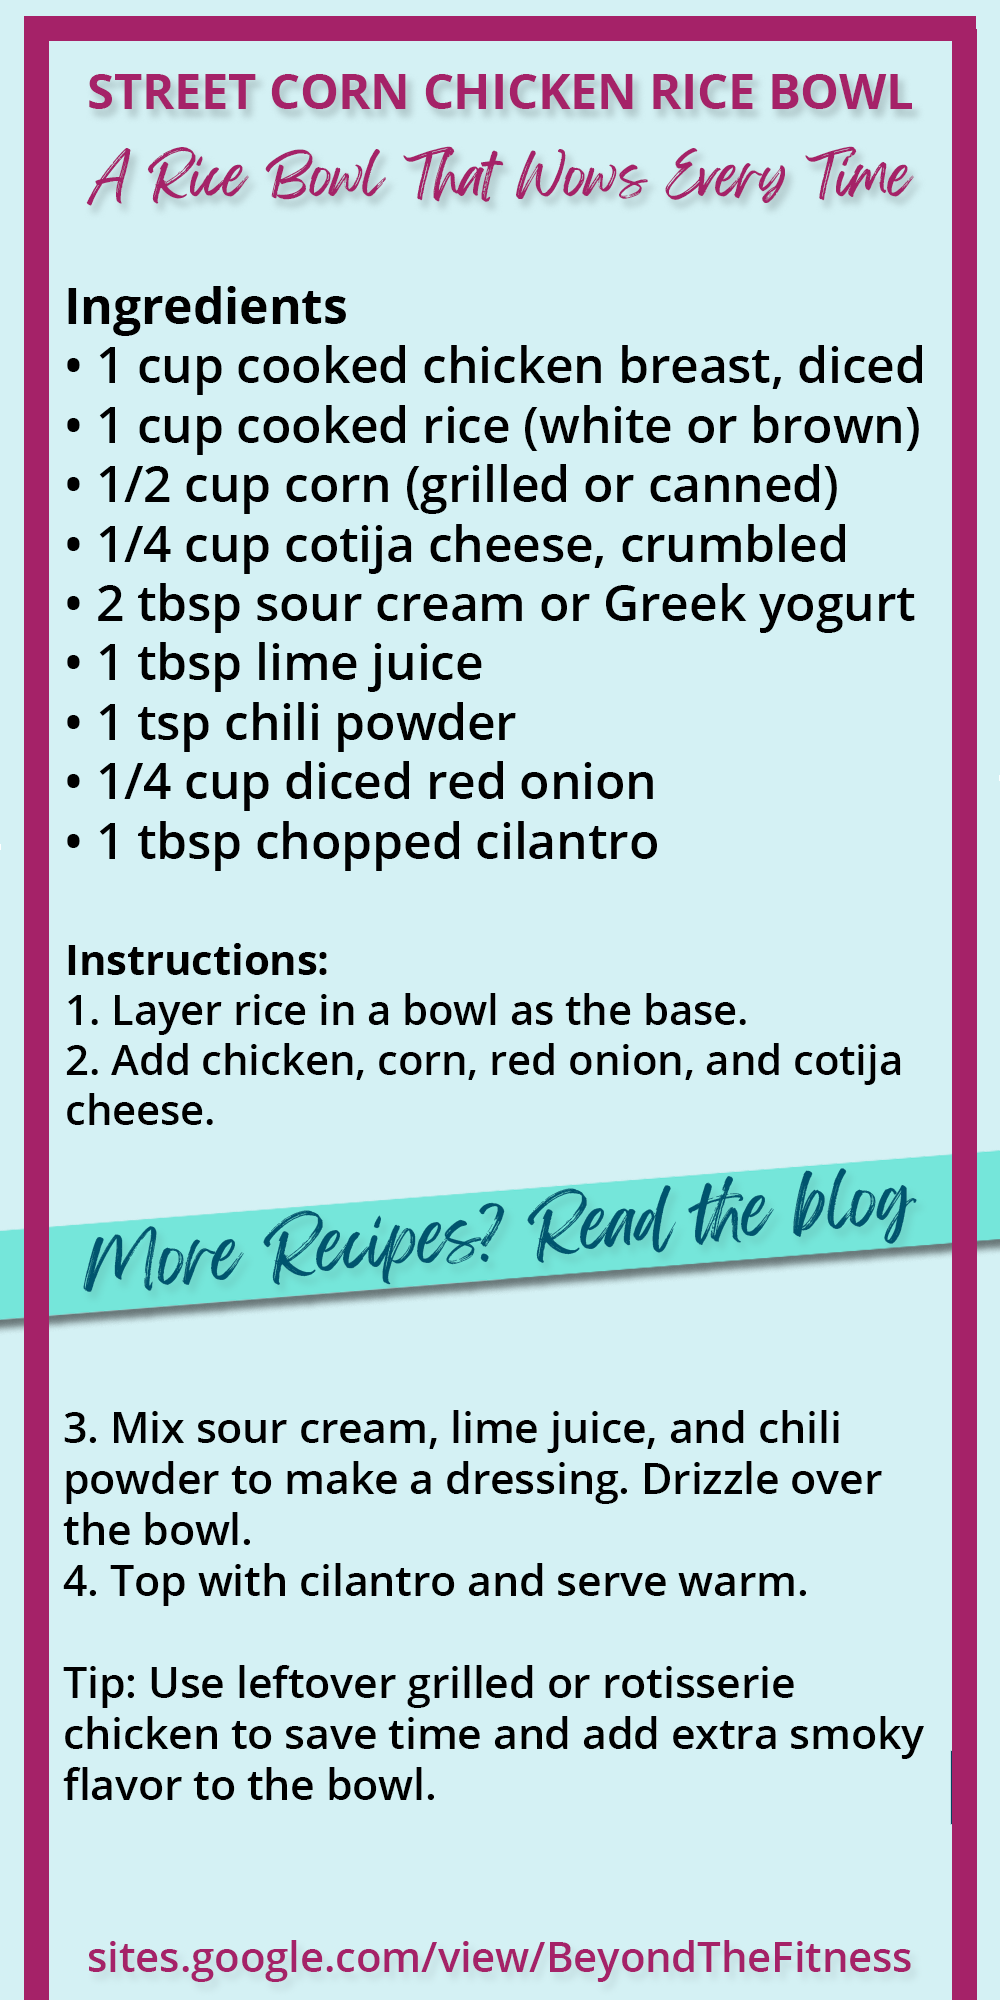 STREET CORN CHICKEN RICE BOWL
A Rice Bowl That Wows Every Time
Ingredients
• 1 cup cooked chicken breast, diced
• 1 cup cooked rice (white or brown)
• 1/2 cup corn (grilled or canned)
• 1/4 cup cotija cheese, crumbled
• 2 tbsp sour cream or Greek yogurt
• 1 tbsp lime juice
• 1 tsp chili powder
• 1/4 cup diced red onion
• 1 tbsp chopped cilantro
Instructions:
1. Layer rice in a bowl as the base.
2. Add chicken, corn, red onion, and cotija
cheese.
More Recipes? Read the blog
3. Mix sour cream, lime juice, and chili
powder to make a dressing. Drizzle over
the bowl.
4. Top with cilantro and serve warm.
Tip: Use leftover grilled or rotisserie
chicken to save time and add extra smoky
flavor to the bowl.
sites.google.com/view/BeyondTheFitness